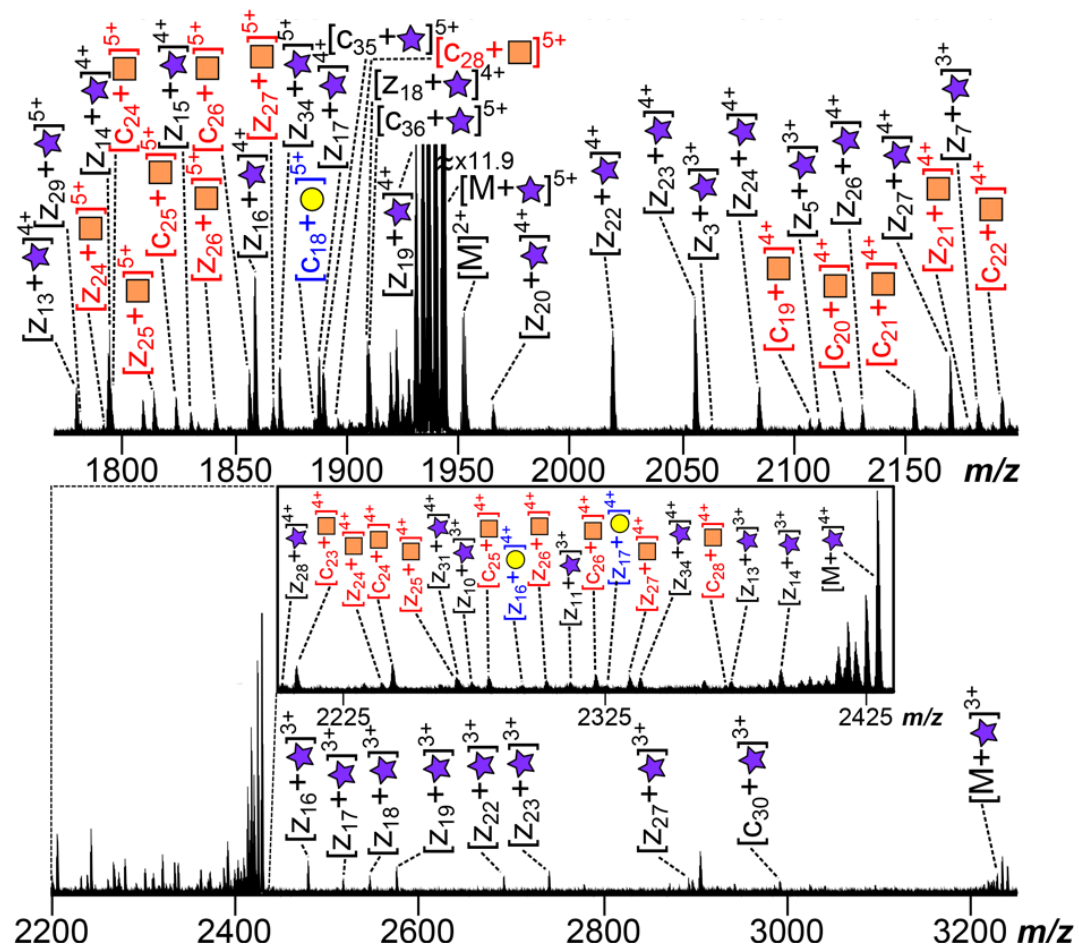 [z13+★]4+
[z29+★]5+
[z24+■]5+
[z14+★]4+
[c24+■]5+
[z25+■]5+
[c25+■]5+
[z15+★]4+
[z26+■]5+
[c26+★]5+
[z16+★]4+
[z27+■]5+
[z34+★]5+
[c18+●]5+
[z17+★]4+
[c35+★]5+
[c28+■]5+
[z18+★]4+
[c36+★]5+
[z19+★]4+
≈x11.9
[M+★]5+
[M]2+
[z20+★]4+
[z22+★]4+
[z23+★]4+
[z3+★]3+
[z24+★]4+
[c19+■]4+
[z5+★]3+
[c20+■]4+
[z26+★]4+
[c21+■]4+
[z27+★]4+
[z21+■]4+
[z7+★]3+
[c22+■]4+
1800 1850 1900 1950 2000 2050 2100 2150 m/z
[z28+★]4+
[c23+■]4+
[z24+■]4+
[c24+■]4+
[z25+■]4+
[z31+★]4+
[z10+★]3+
[c25+■]4+
[z16+●]4+
[z26+■]4+
[z11+★]3+
[c26+■]4+
[z17+●]4+
[z27+■]4+
[z34+★]4+
[c28+■]4+
[z13+★]3+
[z14+★]3+
[M+★]4+
2225 2325 2425 m/z
[z16+★]3+
[z17+★]3+
[z18+★]3+
[z19+★]3+
[z22+★]3+
[z23+★]3+
[z27+★]3+
[c30+★]3+
[M+★]3+
2200 2400 2600 2800 3000 3200 m/z